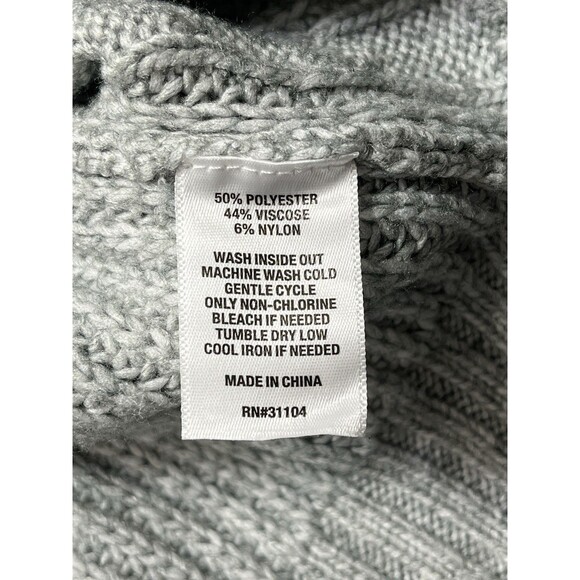 50% POLYESTER
44% VISCOSE
6% NYLON
WASH INSIDE OUT
MACHINE WASH COLD
GENTLE CYCLE
ONLY NON-CHLORINE
BLEACH IF NEEDED
TUMBLE DRY LOW
COOL IRON IF NEEDED
MADE IN CHINA
RN#31104